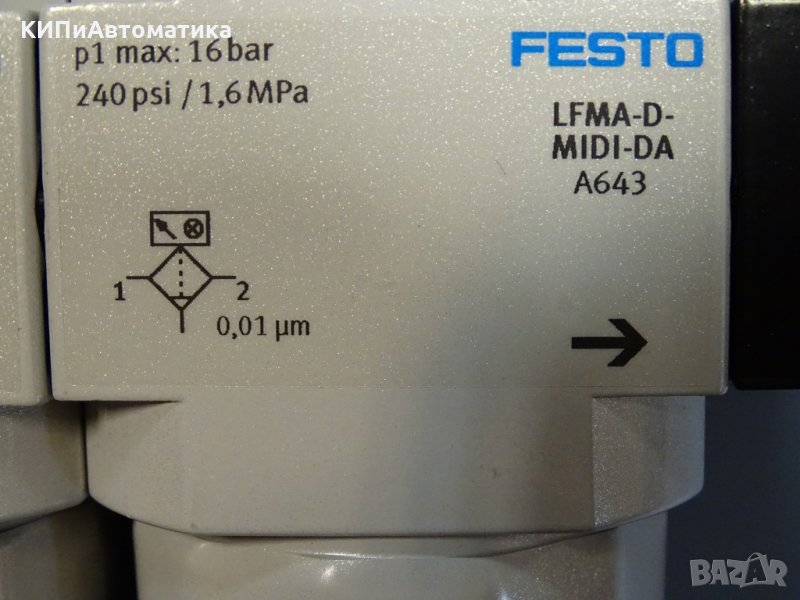 КИПиАвтоматика
p1 max: 16 bar
240 psi / 1,6 MPa
FESTO
LFMA-D-
MIDI-DA
A643
1
2
0,01 µm
BAZAR